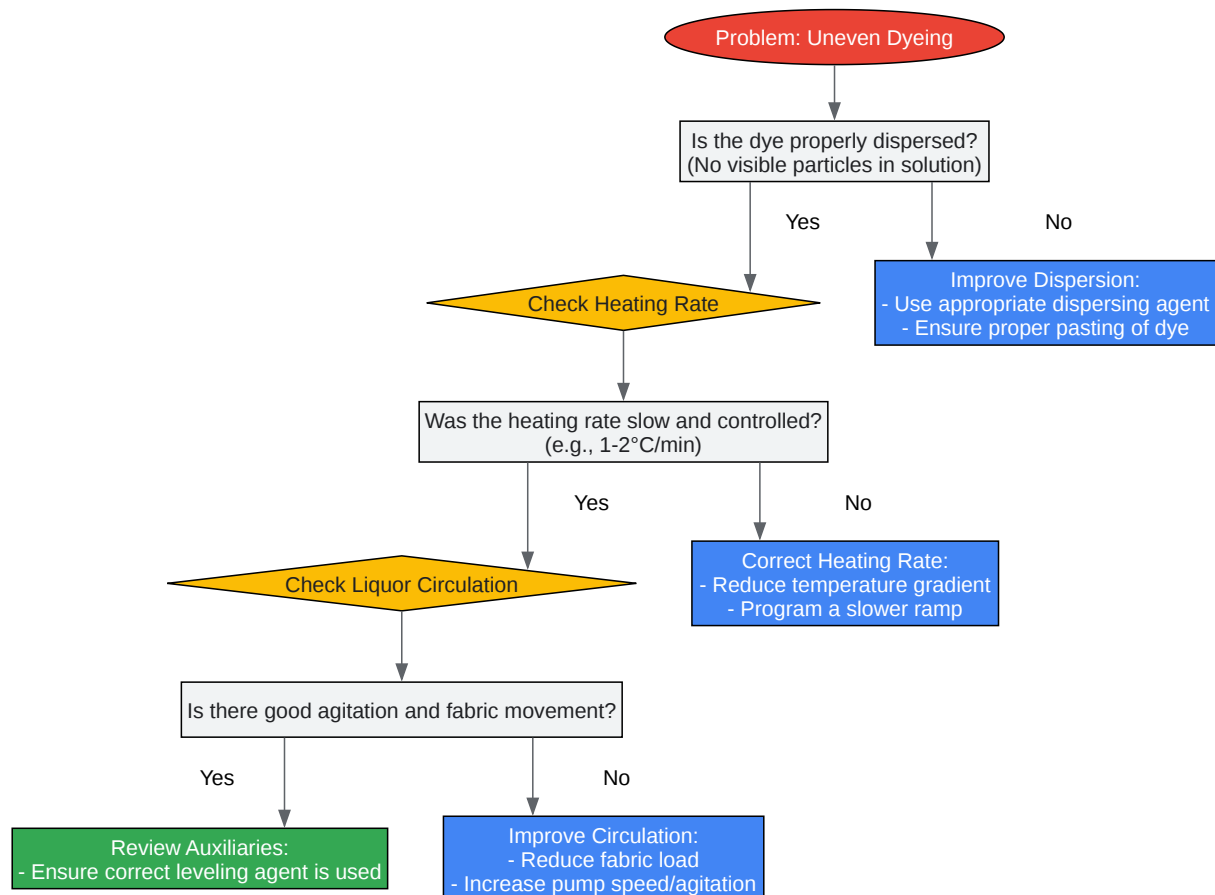 Problem: Uneven Dyeing
Is the dye properly dispersed?
(No visible particles in solution)
Yes
No
Check Heating Rate
Improve Dispersion:
- Use appropriate dispersing agent
- Ensure proper pasting of dye
Was the heating rate slow and controlled?
(e.g., 1-2°C/min)
Yes
No
Check Liquor Circulation
Correct Heating Rate:
- Reduce temperature gradient
- Program a slower ramp
Is there good agitation and fabric movement?
Yes
No
Review Auxiliaries:
- Ensure correct leveling agent is used
Improve Circulation:
- Reduce fabric load
- Increase pump speed/agitation